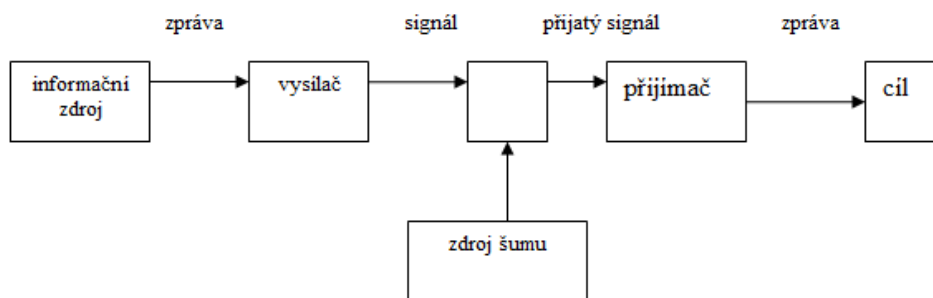 zpráva signál přijatý signál zpráva
informační
zdroj
vysílač
přijímač
cíl
zdroj šumu